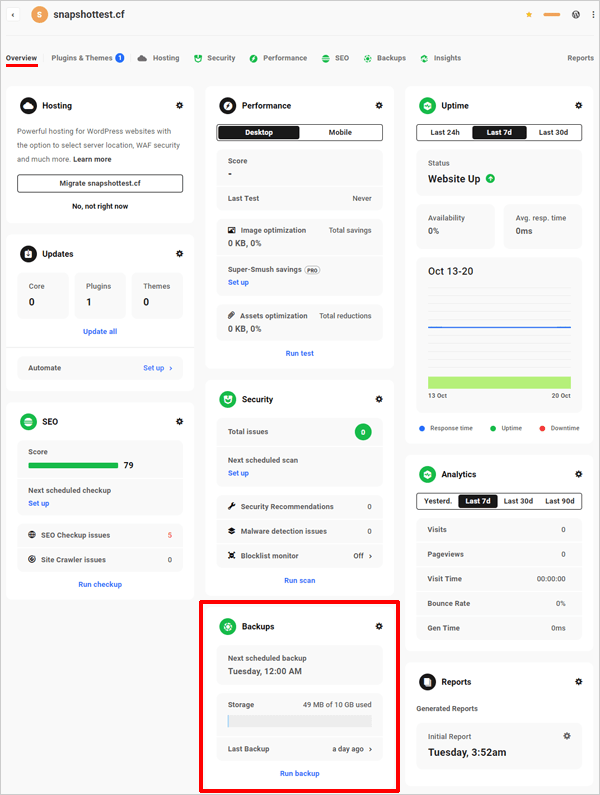 S snapshottest.cf
Overview Plugins & Themes 1 Hosting Security Performance SEO Backups Insights Reports
Hosting
Powerful hosting for WordPress websites with
the option to select server location, WAF security
and much more. Learn more
Migrate snapshottest.cf
No, not right now
Updates
Core Plugins Themes
0 1 0
Update all
Automate Set up
SEO
Score
79
Next scheduled checkup
Set up
SEO Checkup issues 5
Site Crawler issues 0
Run checkup
Performance
Desktop Mobile
Score
-
Last Test Never
Image optimization Total savings
0 KB, 0%
Super-Smush savings PRO
Set up
Assets optimization Total reductions
0 KB, 0%
Run test
Security
Total issues 0
Next scheduled scan
Set up
Security Recommendations 0
Malware detection issues 0
Blocklist monitor Off
Run scan
Backups
Next scheduled backup
Tuesday, 12:00 AM
Storage 49 MB of 10 GB used
Last Backup a day ago
Run backup
Uptime
Last 24h Last 7d Last 30d
Status
Website Up
Availability Avg. resp. time
0% 0ms
Oct 13-20
13 Oct 20 Oct
Response time Uptime Downtime
Analytics
Yesterd. Last 7d Last 30d Last 90d
Visits 0
Pageviews 0
Visit Time 00:00:00
Bounce Rate 0%
Gen Time 0ms
Reports
Generated Reports
Initial Report
Tuesday, 3:52am